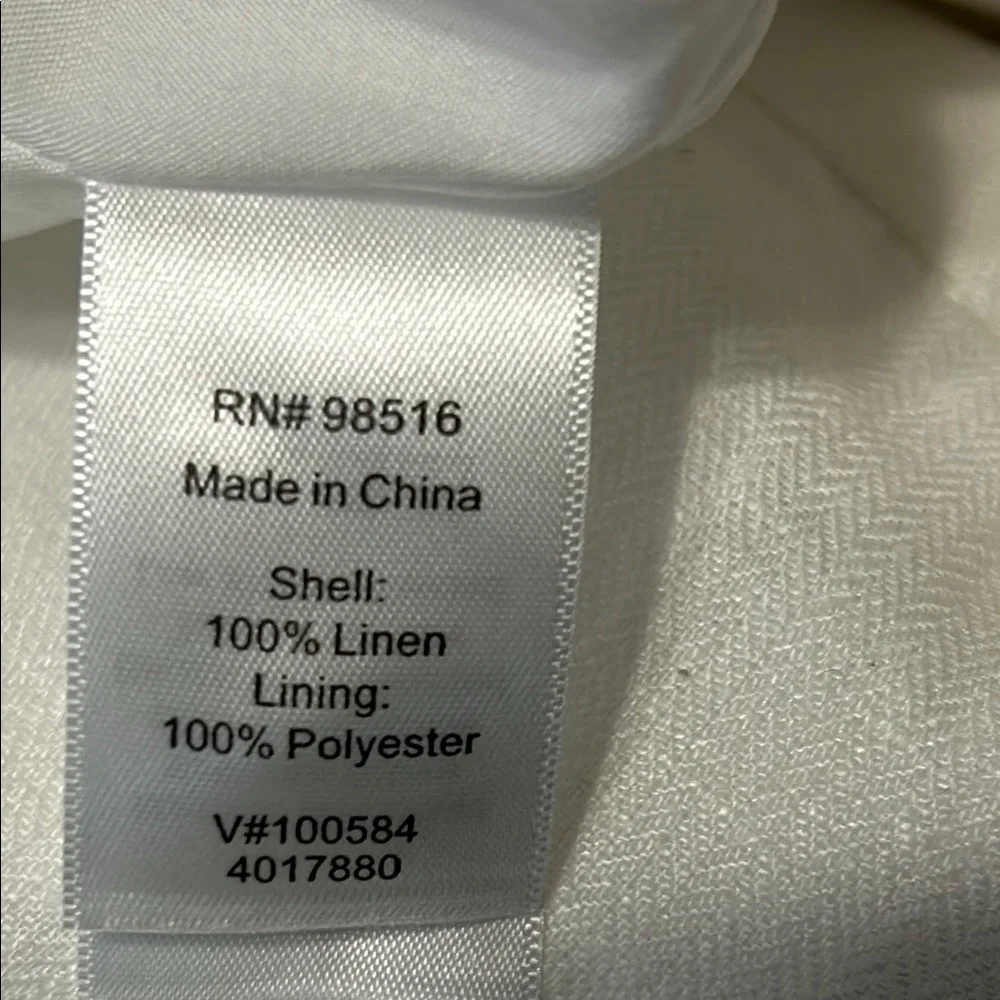 RN# 98516
Made in China
Shell:
100% Linen
Lining:
100% Polyester
V#100584
4017880